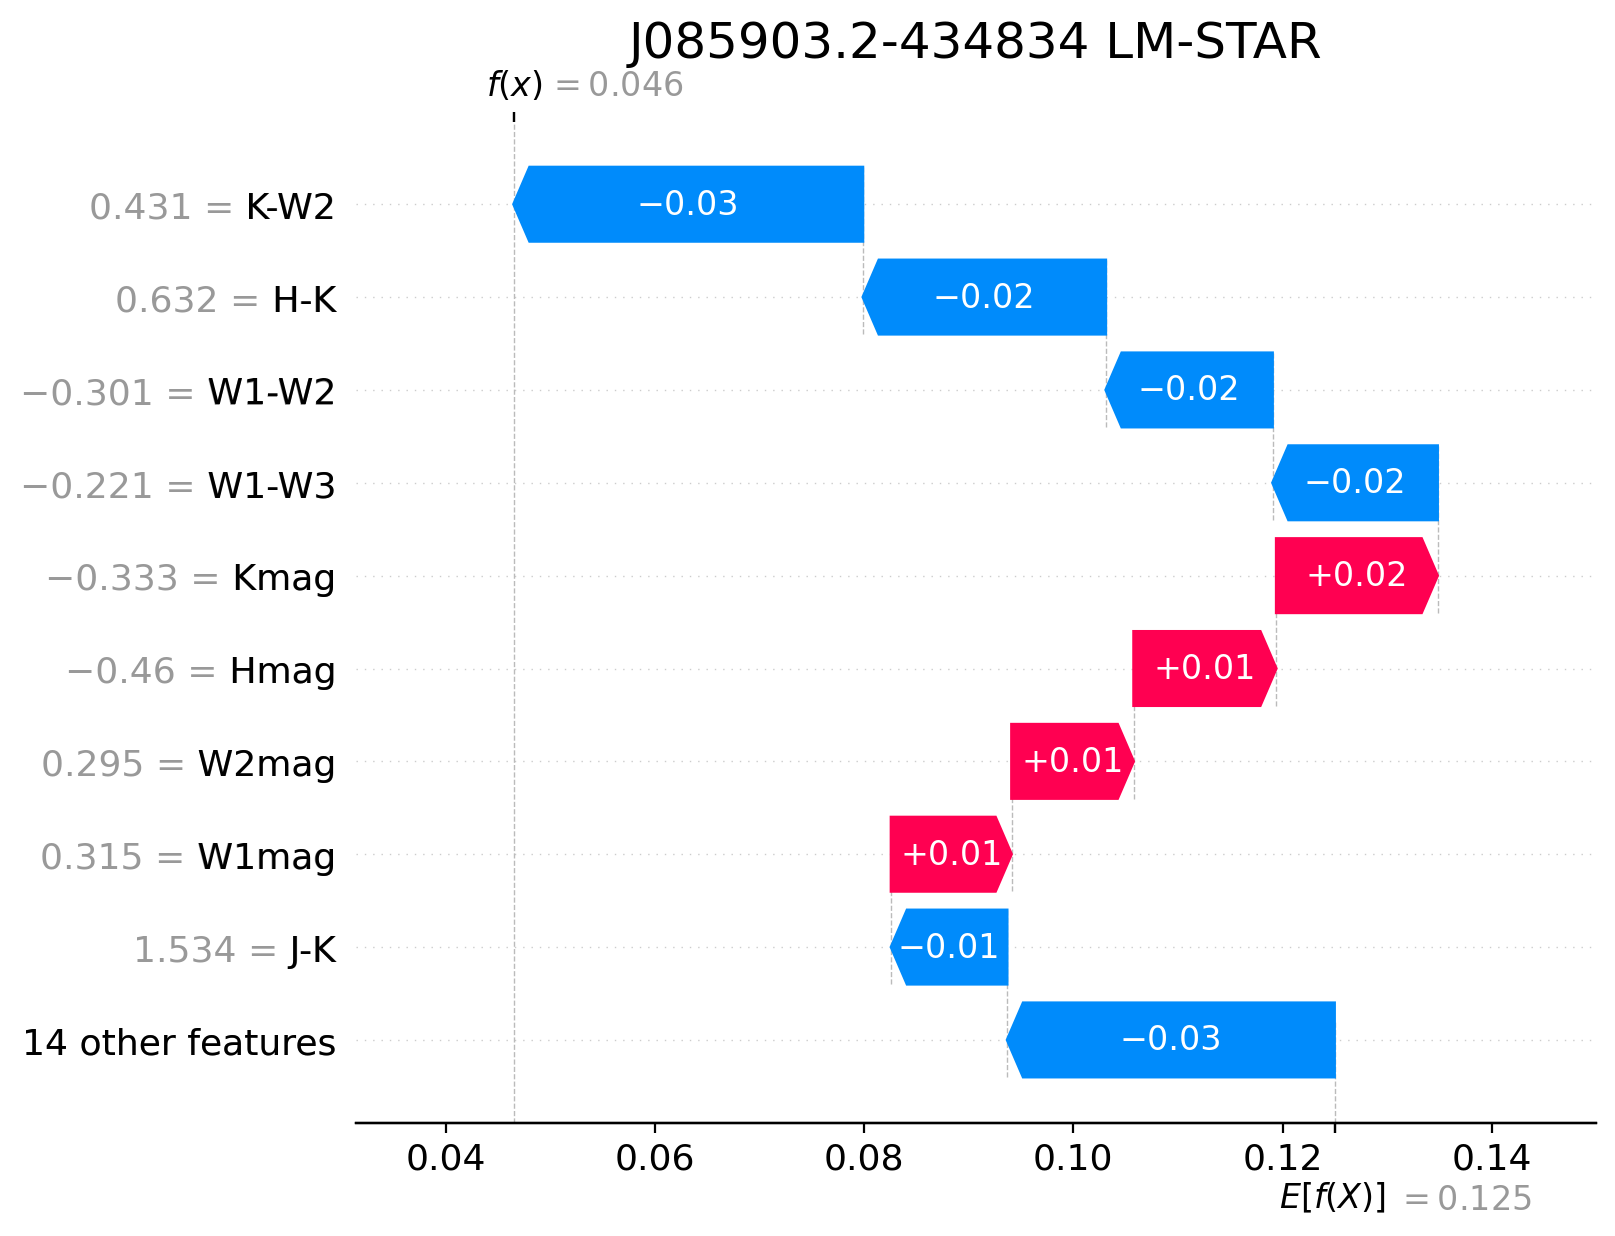 J085903.2-434834 LM-STAR
f(x) = 0.046
0.431 = K-W2
−0.03
0.632 = H-K
−0.02
−0.301 = W1-W2
−0.02
−0.221 = W1-W3
−0.02
−0.333 = Kmag
+0.02
−0.46 = Hmag
+0.01
0.295 = W2mag
+0.01
0.315 = W1mag
+0.01
1.534 = J-K
−0.01
14 other features
−0.03
0.04 0.06 0.08 0.10 0.12 0.14
E[f(X)] = 0.125